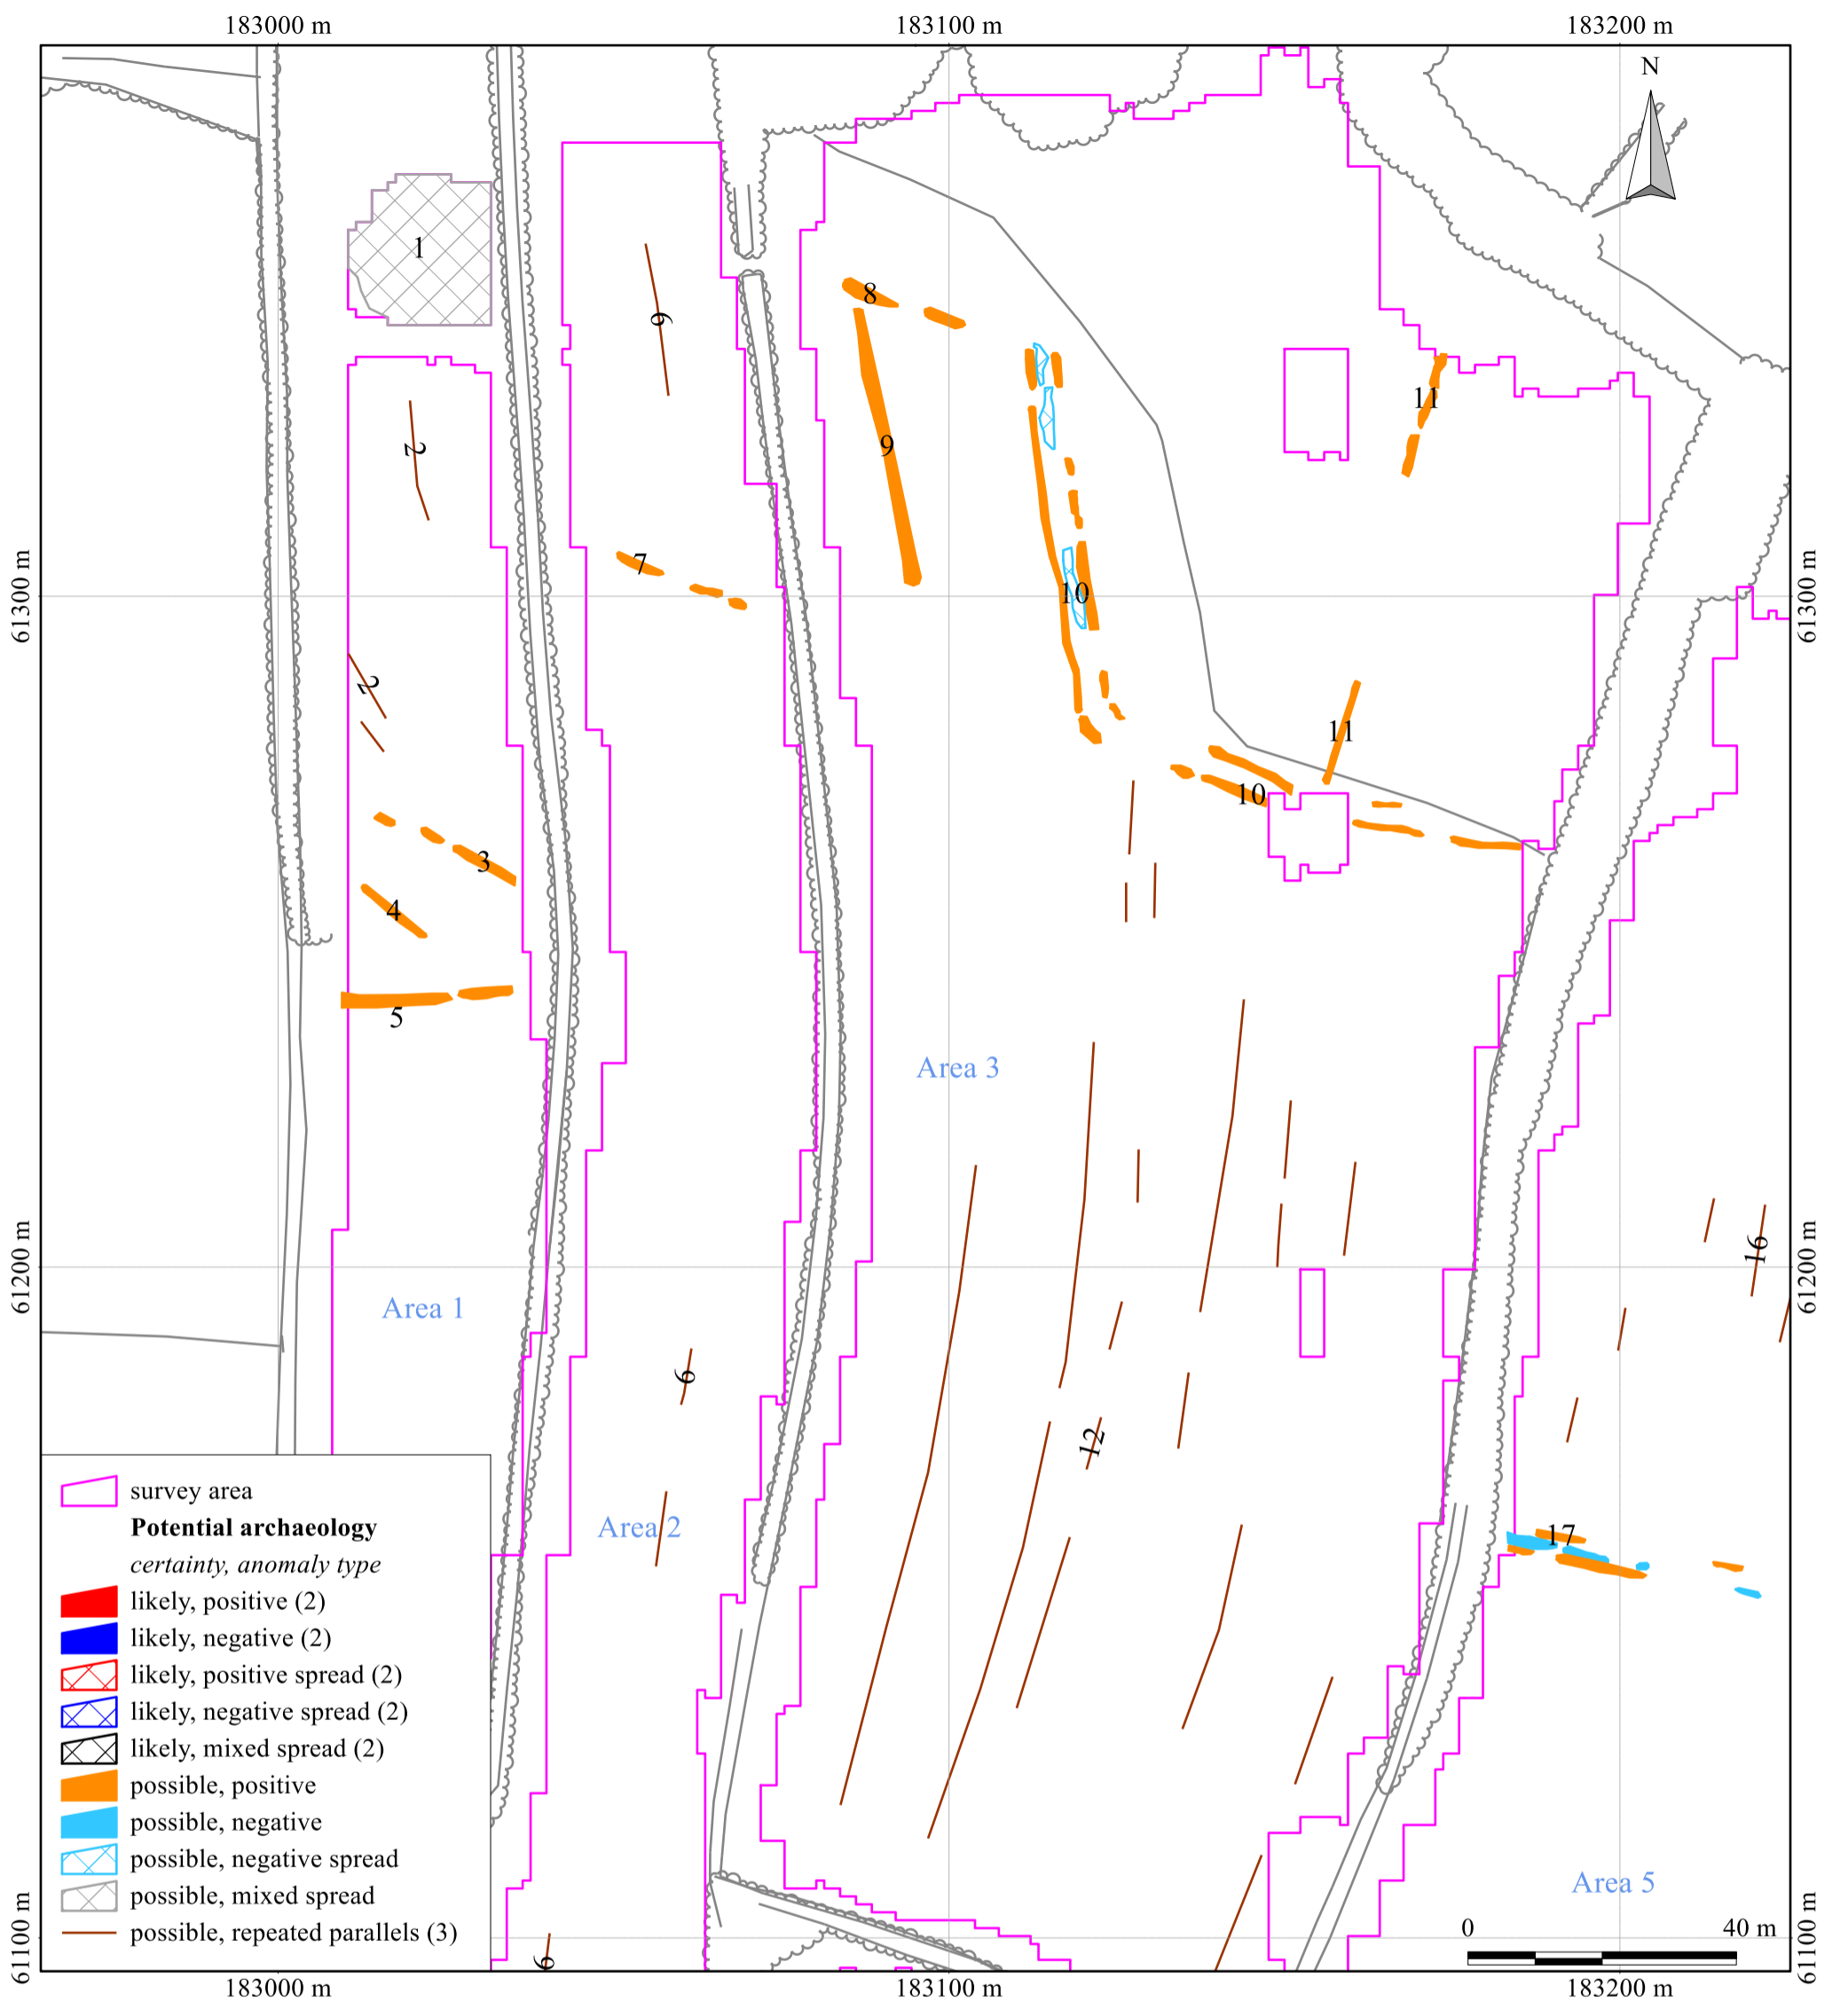 183000 m
183100 m
183200 m
N
1
6
8
9
11
2
7
61300 m
10
61300 m
2
11
10
3
4
5
Area 3
61200 m
16
61200 m
Area 1
6
12
Area 2
17
survey area
Potential archaeology
certainty, anomaly type
likely, positive (2)
likely, negative (2)
likely, positive spread (2)
likely, negative spread (2)
likely, mixed spread (2)
possible, positive
possible, negative
possible, negative spread
possible, mixed spread
possible, repeated parallels (3)
Area 5
0
40 m
61100 m
6
61100 m
183000 m
183100 m
183200 m